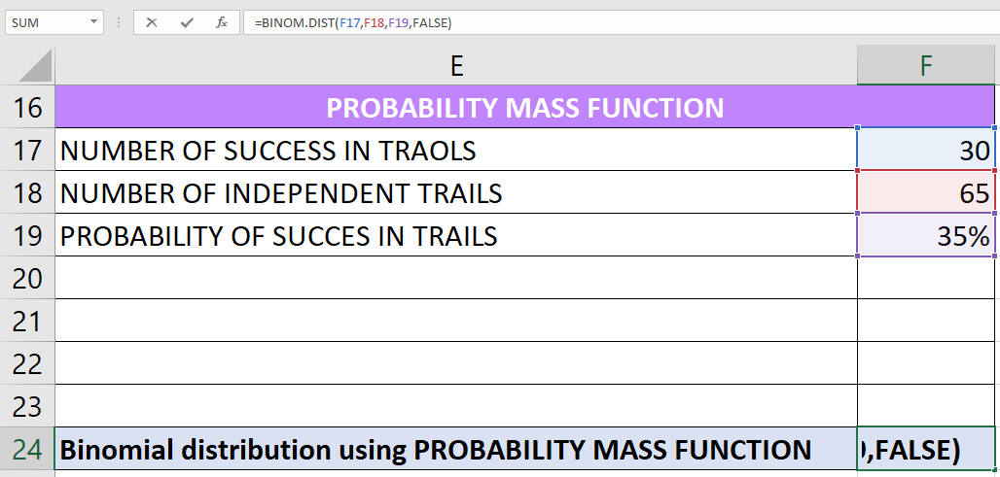 SUM =BINOM.DIST(F17,F18,F19,FALSE)
E F
16 PROBABILITY MASS FUNCTION
17 NUMBER OF SUCCESS IN TRAOLS 30
18 NUMBER OF INDEPENDENT TRAILS 65
19 PROBABILITY OF SUCCES IN TRAILS 35%
20
21
22
23
24 Binomial distribution using PROBABILITY MASS FUNCTION ),FALSE)